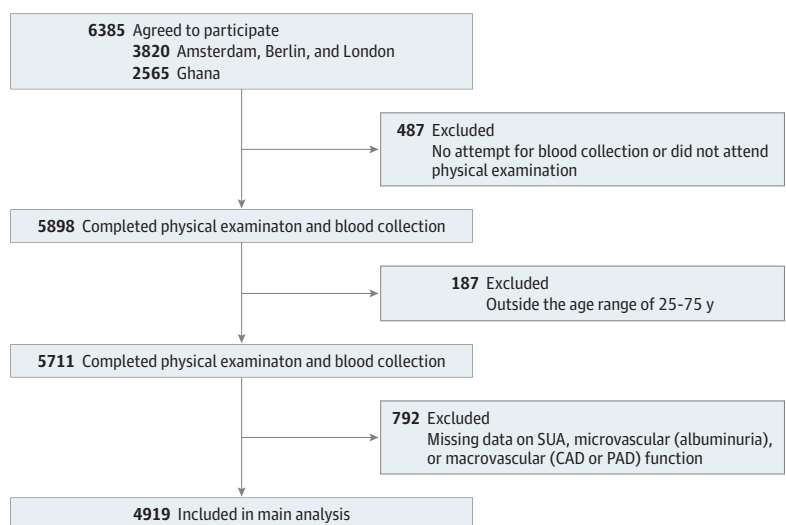 6385 Agreed to participate
3820 Amsterdam, Berlin, and London
2565 Ghana
487 Excluded
No attempt for blood collection or did not attend
physical examination
5898 Completed physical examinaton and blood collection
187 Excluded
Outside the age range of 25-75 y
5711 Completed physical examinaton and blood collection
792 Excluded
Missing data on SUA, microvascular (albuminuria),
or macrovascular (CAD or PAD) function
4919 Included in main analysis